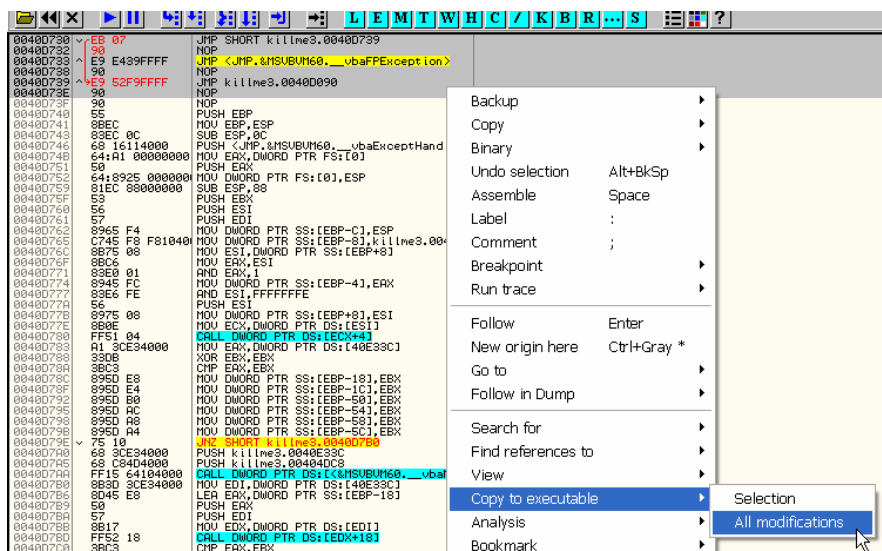 L E M T W H C / K B R ... S ?
0040D730 EB 07 JMP SHORT killme3.0040D739
0040D732 90 NOP
0040D733 E9 E439FFFF JMP <JMP.&MSVBVM60.__vbaFPException>
0040D738 90 NOP
0040D739 E9 52F9FFFF JMP killme3.0040D090
0040D73E 90 NOP
0040D73F 90 NOP
0040D740 55 PUSH EBP
0040D741 8BEC MOV EBP,ESP
0040D743 83EC 0C SUB ESP,0C
0040D746 68 16114000 PUSH <JMP.&MSVBVM60.__vbaExceptHand
0040D74B 64:A1 00000000 MOV EAX,DWORD PTR FS:[0]
0040D751 50 PUSH EAX
0040D752 64:8925 000000 MOV DWORD PTR FS:[0],ESP
0040D759 81EC 88000000 SUB ESP,88
0040D75F 53 PUSH EBX
0040D760 56 PUSH ESI
0040D761 57 PUSH EDI
0040D762 8965 F4 MOV DWORD PTR SS:[EBP-C],ESP
0040D765 C745 F8 F81040 MOV DWORD PTR SS:[EBP-8],killme3.004
0040D76C 8B75 08 MOV ESI,DWORD PTR SS:[EBP+8]
0040D76F 8BC6 MOV EAX,ESI
0040D771 83E0 01 AND EAX,1
0040D774 8945 FC MOV DWORD PTR SS:[EBP-4],EAX
0040D777 83E6 FE AND ESI,FFFFFFFE
0040D77A 56 PUSH ESI
0040D77B 8975 08 MOV DWORD PTR SS:[EBP+8],ESI
0040D77E 8B0E MOV ECX,DWORD PTR DS:[ESI]
0040D780 FF51 04 CALL DWORD PTR DS:[ECX+4]
0040D783 A1 3CE34000 MOV EAX,DWORD PTR DS:[40E33C]
0040D788 33DB XOR EBX,EBX
0040D78A 3BC3 CMP EAX,EBX
0040D78C 895D E8 MOV DWORD PTR SS:[EBP-18],EBX
0040D78F 895D E4 MOV DWORD PTR SS:[EBP-1C],EBX
0040D792 895D B0 MOV DWORD PTR SS:[EBP-50],EBX
0040D795 895D AC MOV DWORD PTR SS:[EBP-54],EBX
0040D798 895D A8 MOV DWORD PTR SS:[EBP-58],EBX
0040D79B 895D A4 MOV DWORD PTR SS:[EBP-5C],EBX
0040D79E 75 10 JNZ SHORT killme3.0040D7B0
0040D7A0 68 3CE34000 PUSH killme3.0040E33C
0040D7A5 68 C84D4000 PUSH killme3.00404DC8
0040D7AA FF15 64104000 CALL DWORD PTR DS:[<&MSVBVM60.__vbaN
0040D7B0 8B3D 3CE34000 MOV EDI,DWORD PTR DS:[40E33C]
0040D7B6 8D45 E8 LEA EAX,DWORD PTR SS:[EBP-18]
0040D7B9 50 PUSH EAX
0040D7BA 57 PUSH EDI
0040D7BB 8B17 MOV EDX,DWORD PTR DS:[EDI]
0040D7BD FF52 18 CALL DWORD PTR DS:[EDX+18]
0040D7C0 3BC3 CMP EAX,EBX
Backup
Copy
Binary
Undo selection Alt+BkSp
Assemble Space
Label :
Comment ;
Breakpoint
Run trace
Follow Enter
New origin here Ctrl+Gray *
Go to
Follow in Dump
Search for
Find references to
View
Copy to executable
Analysis
Bookmark
Selection
All modifications